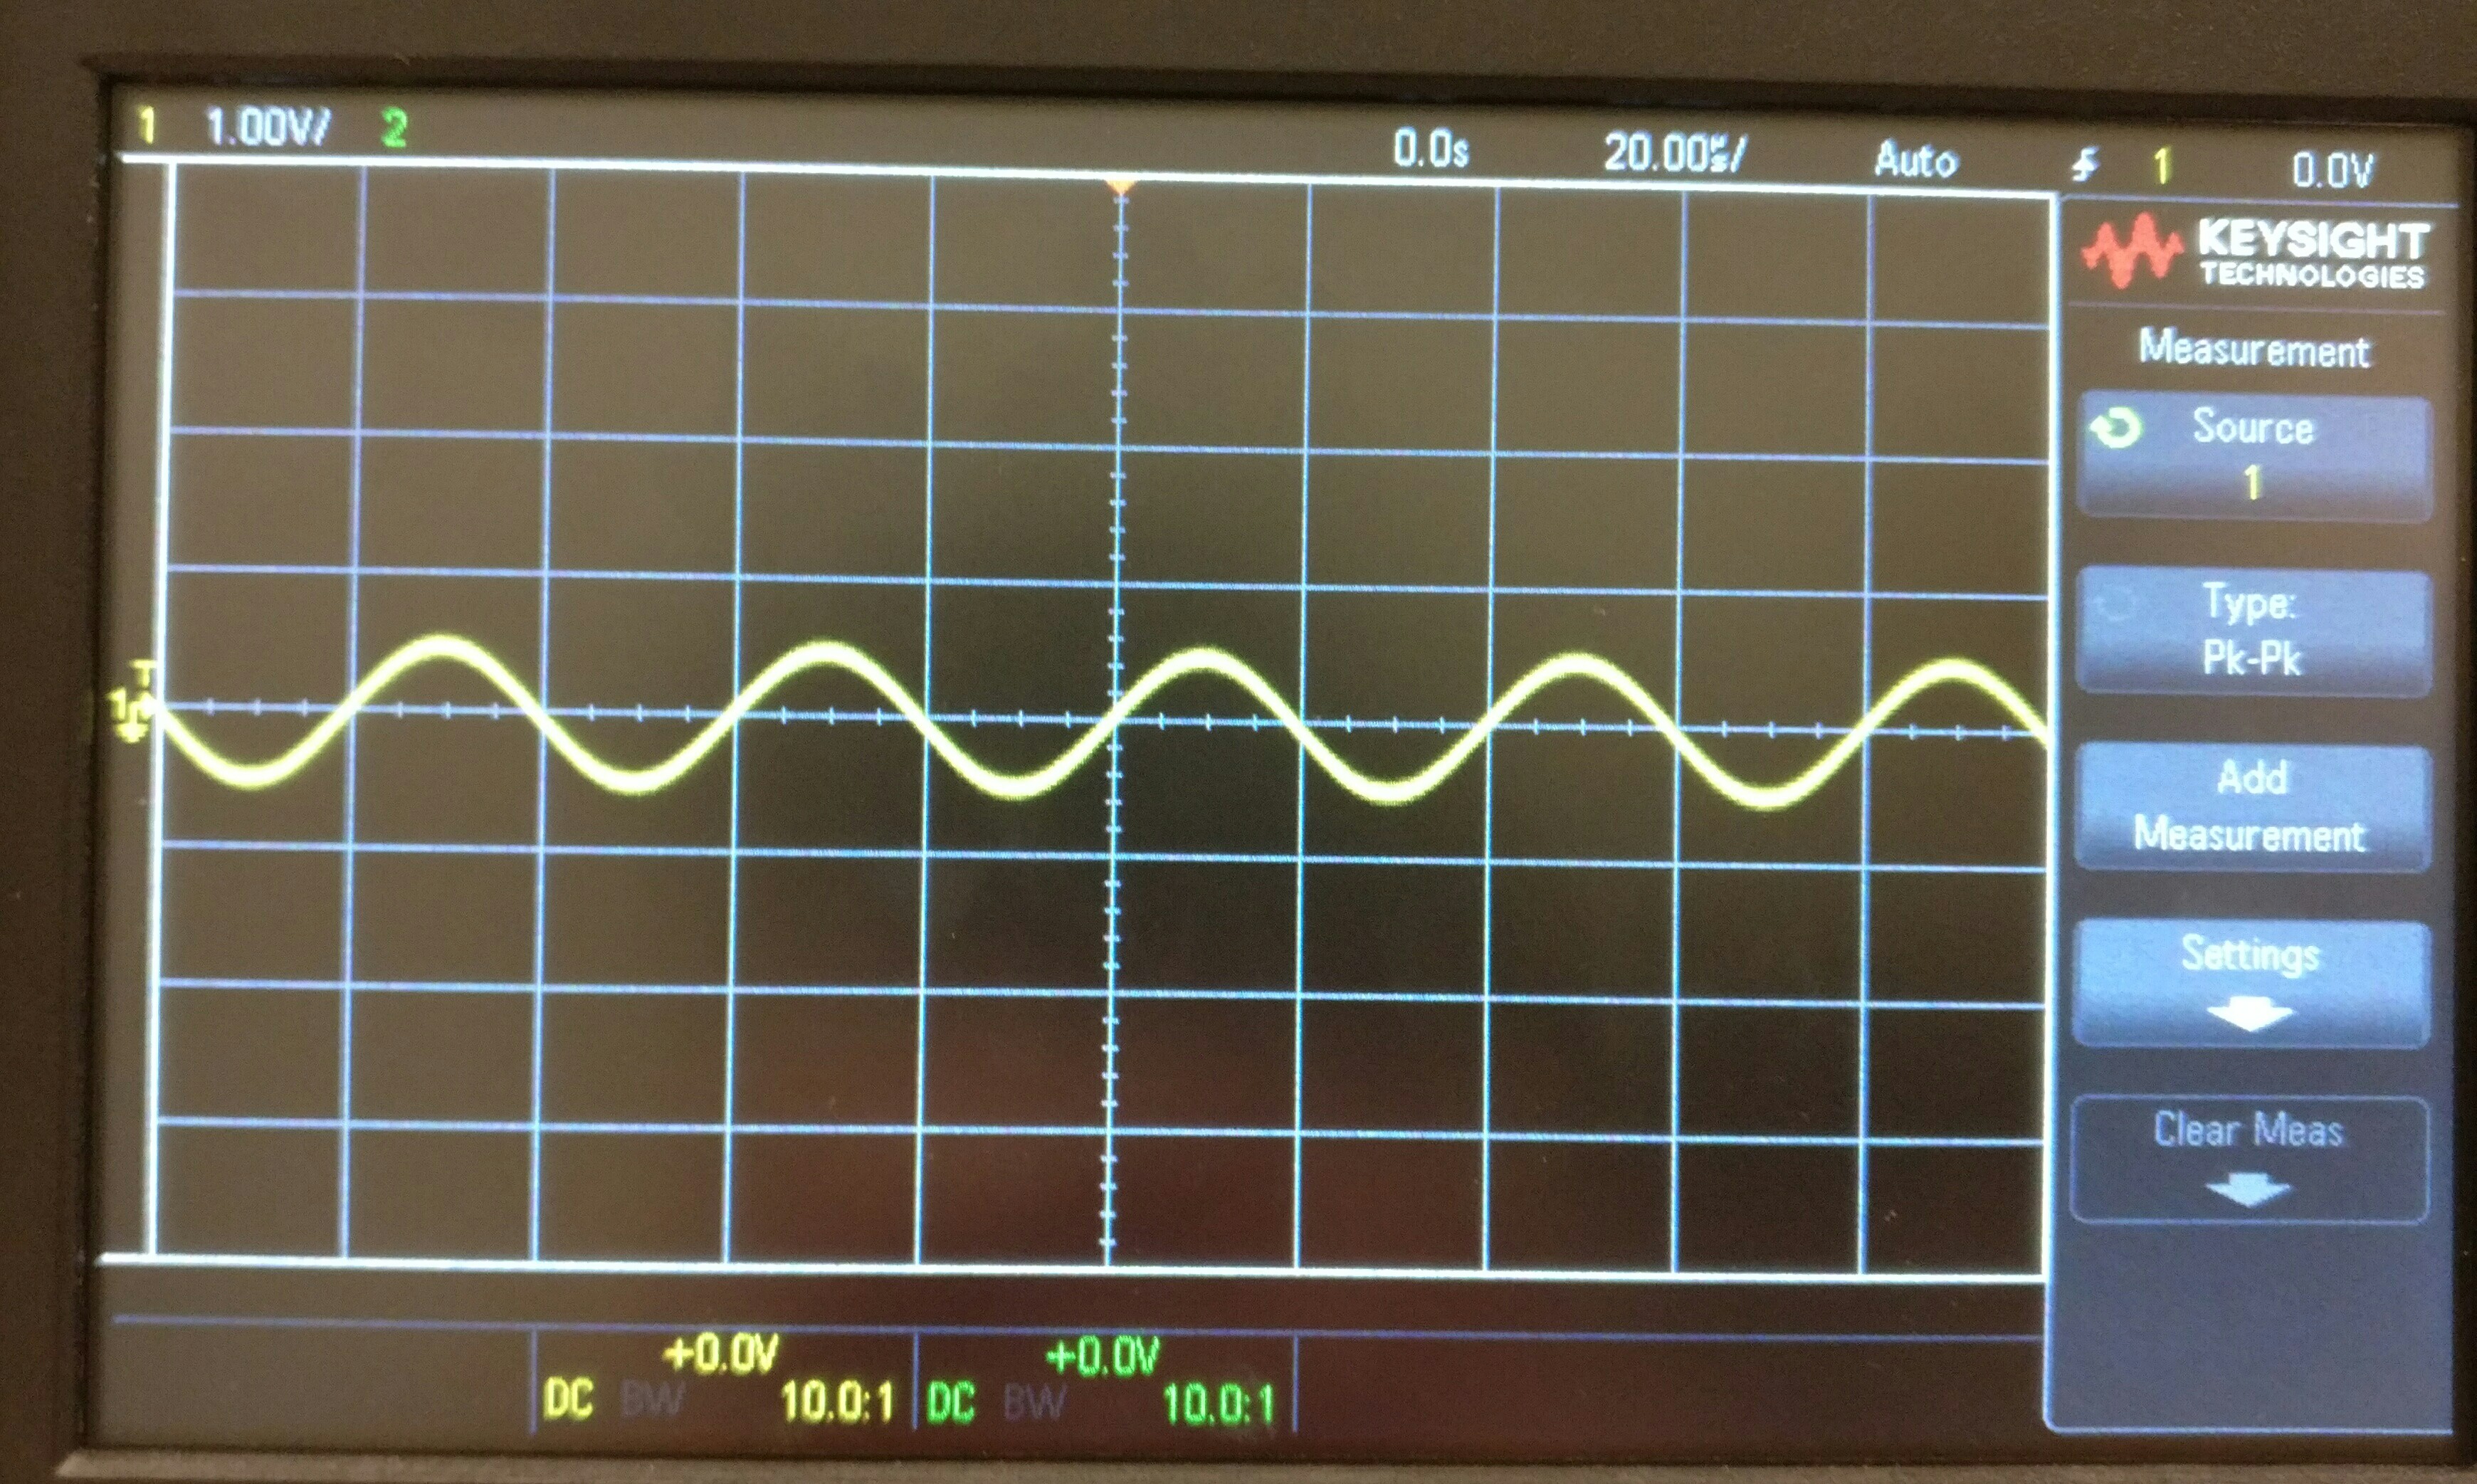 1 1.00V/ 2 0.0s 20.00µs/ Auto 1 0.0V
KEYSIGHT
TECHNOLOGIES
Measurement
Source
1
Type:
Pk-Pk
Add
Measurement
Settings
Clear Meas
T
1
+0.0V +0.0V
DC BW 10.0:1 DC BW 10.0:1